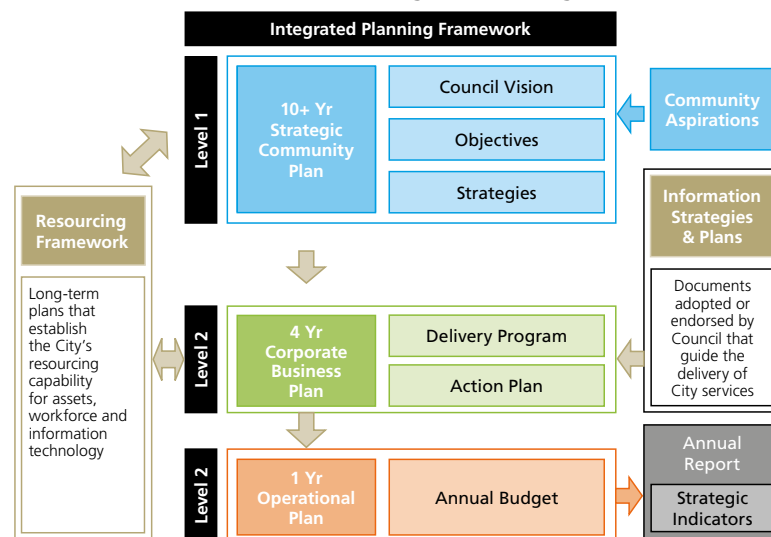 Integrated Planning Framework
Level 1
10+ Yr
Strategic
Community
Plan
Council Vision
Objectives
Strategies
Community
Aspirations
Resourcing
Framework
Long-term
plans that
establish
the City's
resourcing
capability
for assets,
workforce and
information
technology
Information
Strategies
& Plans
Documents
adopted or
endorsed by
Council that
guide the
delivery of
City services
Level 2
4 Yr
Corporate
Business
Plan
Delivery Program
Action Plan
Level 2
1 Yr
Operational
Plan
Annual Budget
Annual
Report
Strategic
Indicators